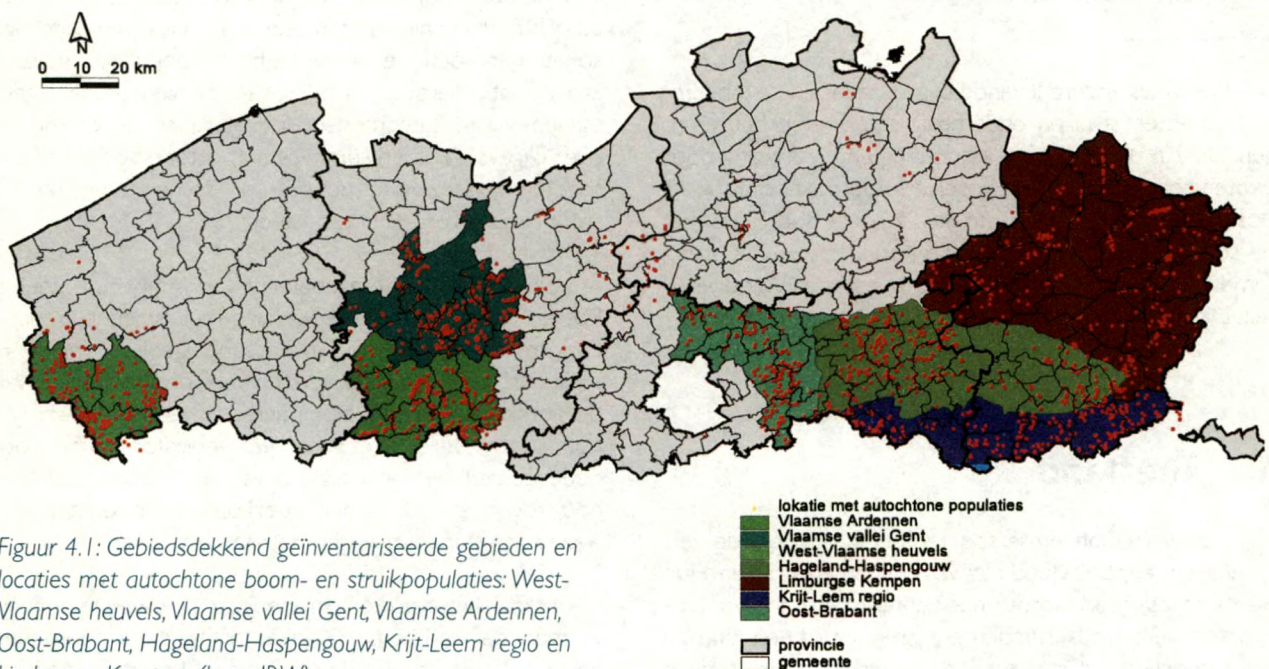 N
0 10 20 km
lokatie met autochtone populaties
Vlaamse Ardennen
Vlaamse vallei Gent
West-Vlaamse heuvels
Hageland-Haspengouw
Limburgse Kempen
Krijt-Leem regio
Oost-Brabant
provincie
gemeente
Figuur 4.1: Gebiedsdekkend geïnventariseerde gebieden en
locaties met autochtone boom- en struikpopulaties: West-
Vlaamse heuvels, Vlaamse vallei Gent, Vlaamse Ardennen,
Oost-Brabant, Hageland-Haspengouw, Krijt-Leem regio en